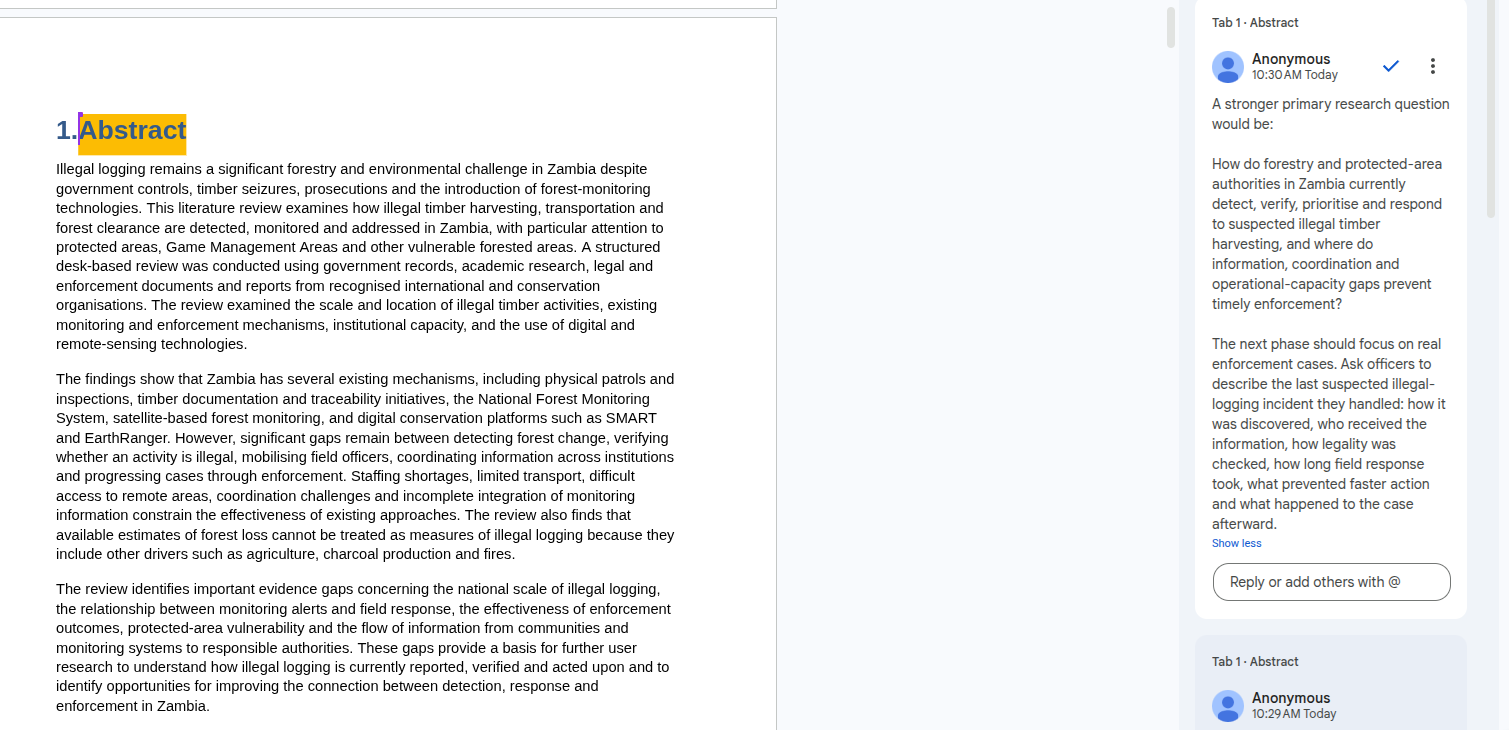 1.Abstract
Illegal logging remains a significant forestry and environmental challenge in Zambia despite
government controls, timber seizures, prosecutions and the introduction of forest-monitoring
technologies. This literature review examines how illegal timber harvesting, transportation and
forest clearance are detected, monitored and addressed in Zambia, with particular attention to
protected areas, Game Management Areas and other vulnerable forested areas. A structured
desk-based review was conducted using government records, academic research, legal and
enforcement documents and reports from recognised international and conservation
organisations. The review examined the scale and location of illegal timber activities, existing
monitoring and enforcement mechanisms, institutional capacity, and the use of digital and
remote-sensing technologies.
The findings show that Zambia has several existing mechanisms, including physical patrols and
inspections, timber documentation and traceability initiatives, the National Forest Monitoring
System, satellite-based forest monitoring, and digital conservation platforms such as SMART
and EarthRanger. However, significant gaps remain between detecting forest change, verifying
whether an activity is illegal, mobilising field officers, coordinating information across institutions
and progressing cases through enforcement. Staffing shortages, limited transport, difficult
access to remote areas, coordination challenges and incomplete integration of monitoring
information constrain the effectiveness of existing approaches. The review also finds that
available estimates of forest loss cannot be treated as measures of illegal logging because they
include other drivers such as agriculture, charcoal production and fires.
The review identifies important evidence gaps concerning the national scale of illegal logging,
the relationship between monitoring alerts and field response, the effectiveness of enforcement
outcomes, protected-area vulnerability and the flow of information from communities and
monitoring systems to responsible authorities. These gaps provide a basis for further user
research to understand how illegal logging is currently reported, verified and acted upon and to
identify opportunities for improving the connection between detection, response and
enforcement in Zambia.
Tab 1 · Abstract
Anonymous
10:30 AM Today
A stronger primary research question
would be:
How do forestry and protected-area
authorities in Zambia currently
detect, verify, prioritise and respond
to suspected illegal timber
harvesting, and where do
information, coordination and
operational-capacity gaps prevent
timely enforcement?
The next phase should focus on real
enforcement cases. Ask officers to
describe the last suspected illegal-
logging incident they handled: how it
was discovered, who received the
information, how legality was
checked, how long field response
took, what prevented faster action
and what happened to the case
afterward.
Show less
Reply or add others with @
Tab 1 · Abstract
Anonymous
10:29 AM Today